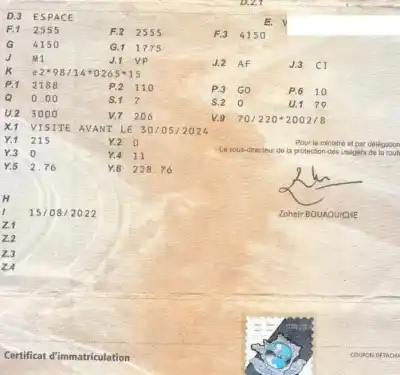 D.3 ESPACE
F.1 2555 F.2 2555 F.3 4150
G 4150 G.1 1775
J M1 J.1 VP J.2 AF J.3 CI
K e2*98/14*0265*15
P.1 2188 P.2 110 P.3 GO P.6 10
Q 0.00 S.1 7 S.2 0 U.1 79
U.2 3000 V.7 206 V.9 70/220*2002/8
X.1 VISITE AVANT LE 30/05/2024
Y.1 215 Y.2 0
Pour le ministre et par délégation
Le sous-directeur de la protection des usagers de la route
Y.3 0 Y.4 11
Y.5 2.76 Y.6 228.76
H
Zoheir BOUAOUICHE
I 15/08/2022
Z.1
Z.2
Z.3
Z.4
Certificat d'immatriculation
COUPON DÉTACHA